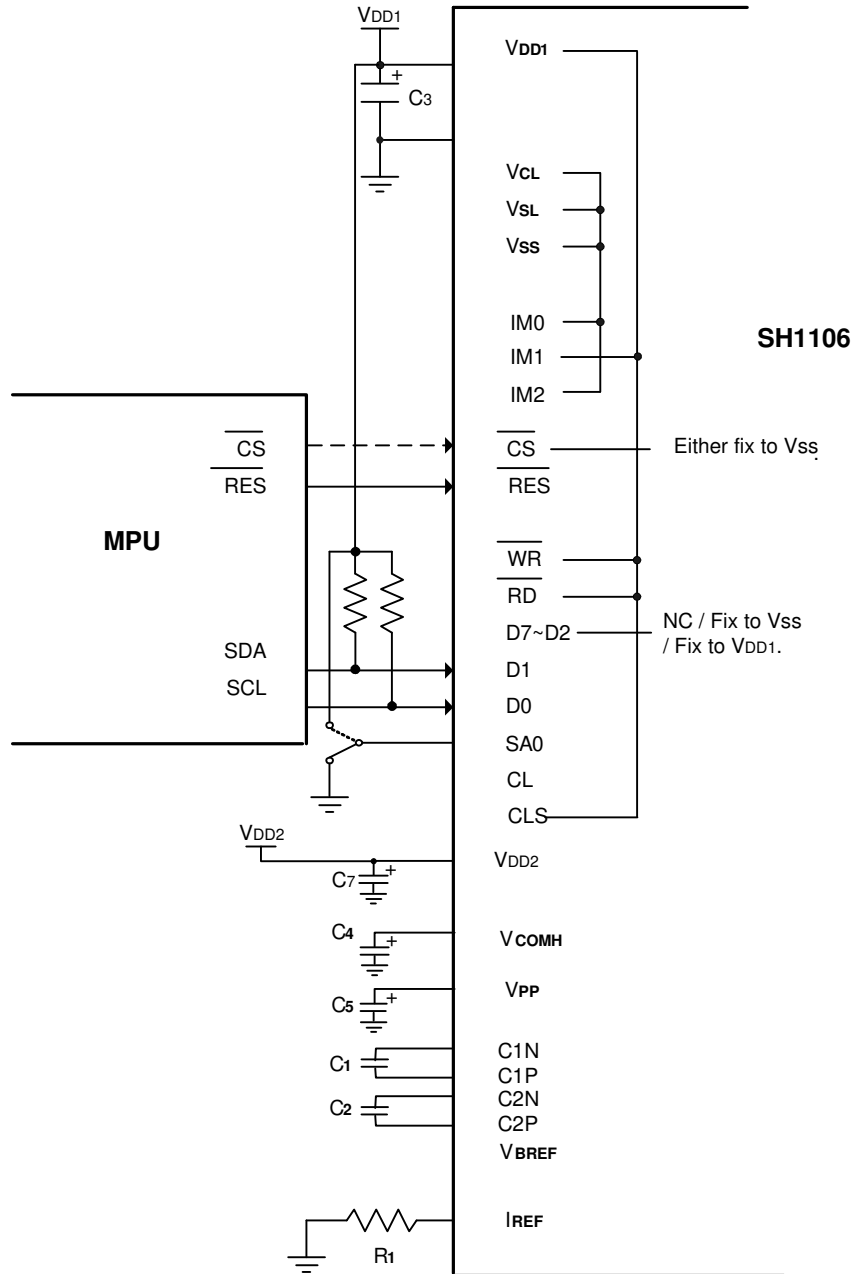 VDD1
VDD1
+
C3
VCL
VSL
VSS
IM0
IM1
IM2
SH1106
CS
CS
Either fix to Vss.
RES
RES
MPU
WR
RD
D7~D2
NC / Fix to Vss
/ Fix to VDD1.
SDA
D1
SCL
D0
SA0
CL
CLS
VDD2
VDD2
C7
+
C4
+
VCOMH
C5
+
VPP
C1
C1N
C1P
C2
C2N
C2P
VBREF
IREF
R1